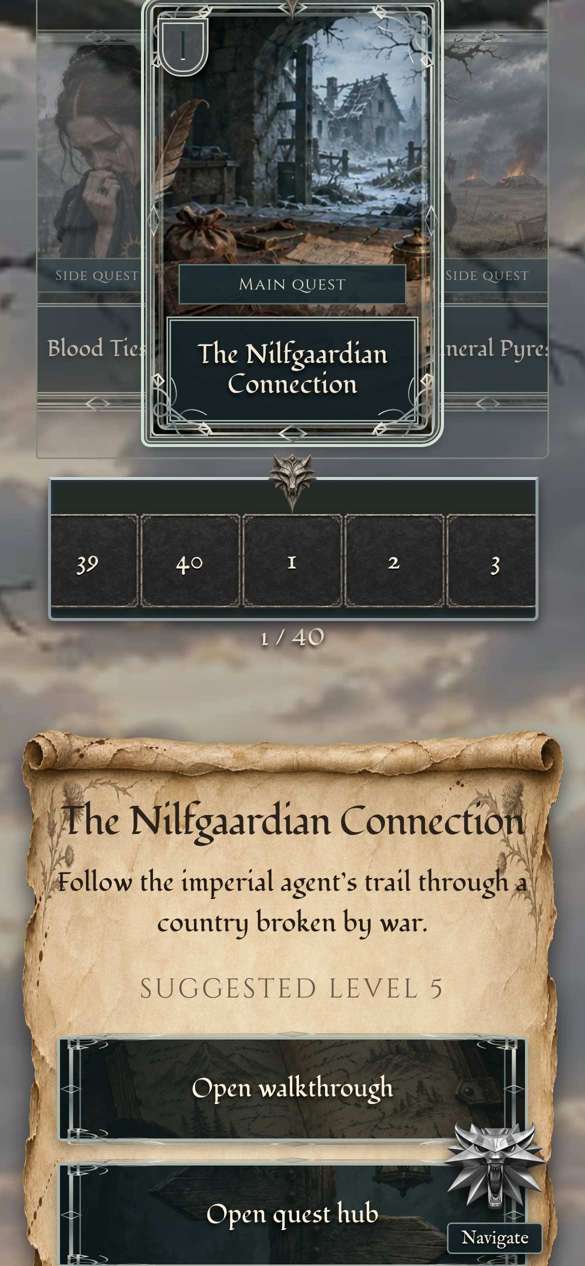 I
SIDE QUEST
MAIN QUEST
SIDE QUEST
Blood Ties
The Nilfgaardian
Connection
neral Pyres
39
40
1
2
3
1 / 40
The Nilfgaardian Connection
Follow the imperial agent's trail through a
country broken by war.
SUGGESTED LEVEL 5
Open walkthrough
Open quest hub
Navigate